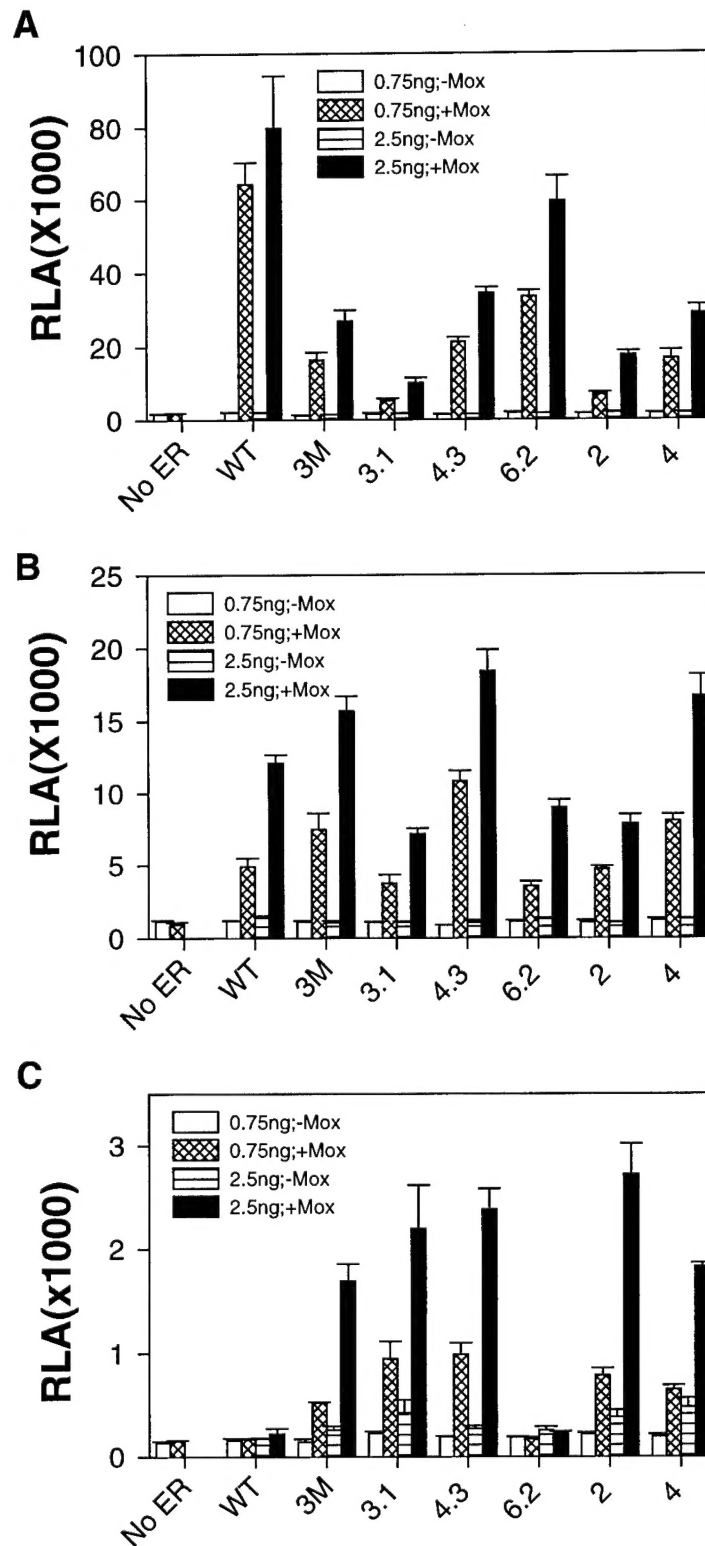 A
RLA(X1000)
100
80
60
40
20
0
0.75ng;-Mox
0.75ng;+Mox
2.5ng;-Mox
2.5ng;+Mox
No ER
WT
3M
3.1
4.3
6.2
2
4
B
RLA(X1000)
25
20
15
10
5
0
0.75ng;-Mox
0.75ng;+Mox
2.5ng;-Mox
2.5ng;+Mox
No ER
WT
3M
3.1
4.3
6.2
2
4
C
RLA(x1000)
3
2
1
0
0.75ng;-Mox
0.75ng;+Mox
2.5ng;-Mox
2.5ng;+Mox
No ER
WT
3M
3.1
4.3
6.2
2
4